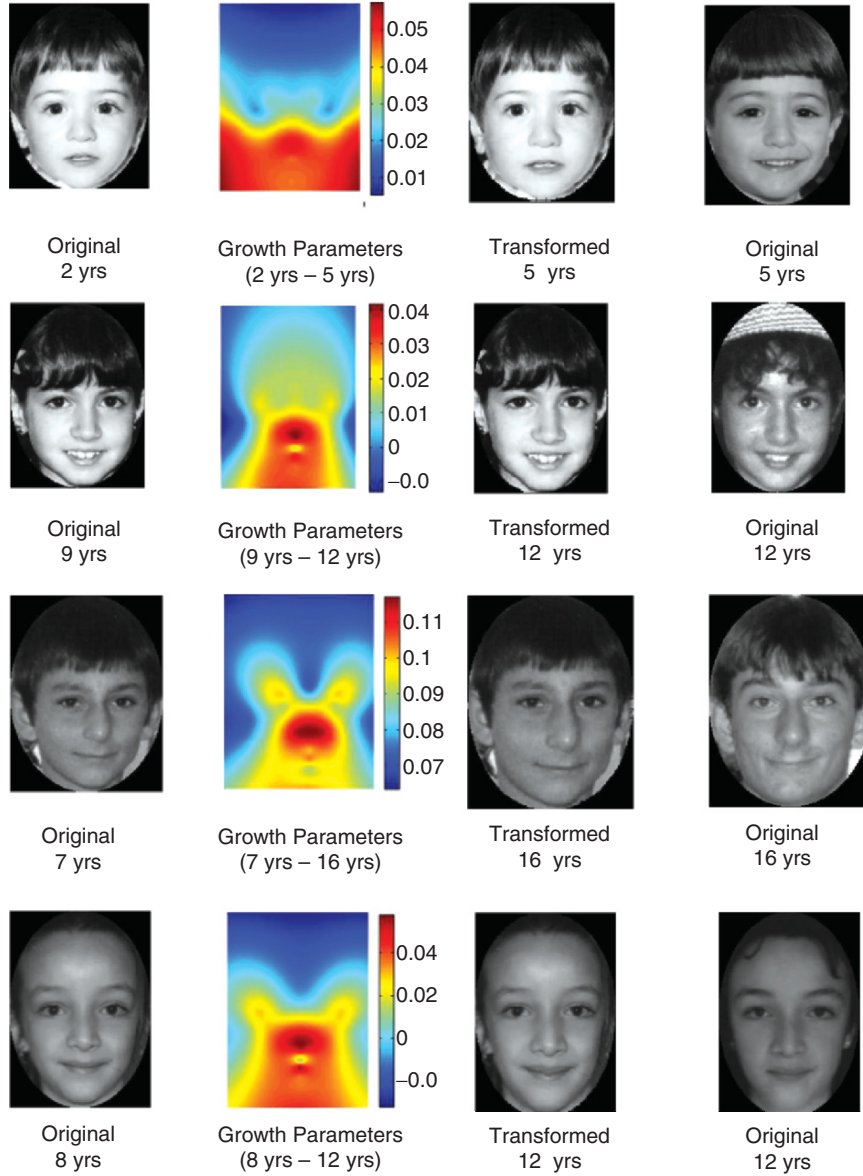 0.05
0.04
0.03
0.02
0.01
Original
2 yrs
Growth Parameters
(2 yrs – 5 yrs)
Transformed
5 yrs
Original
5 yrs
0.04
0.03
0.02
0.01
0
–0.0
Original
9 yrs
Growth Parameters
(9 yrs – 12 yrs)
Transformed
12 yrs
Original
12 yrs
0.11
0.1
0.09
0.08
0.07
Original
7 yrs
Growth Parameters
(7 yrs – 16 yrs)
Transformed
16 yrs
Original
16 yrs
0.04
0.02
0
–0.0
Original
8 yrs
Growth Parameters
(8 yrs – 12 yrs)
Transformed
12 yrs
Original
12 yrs